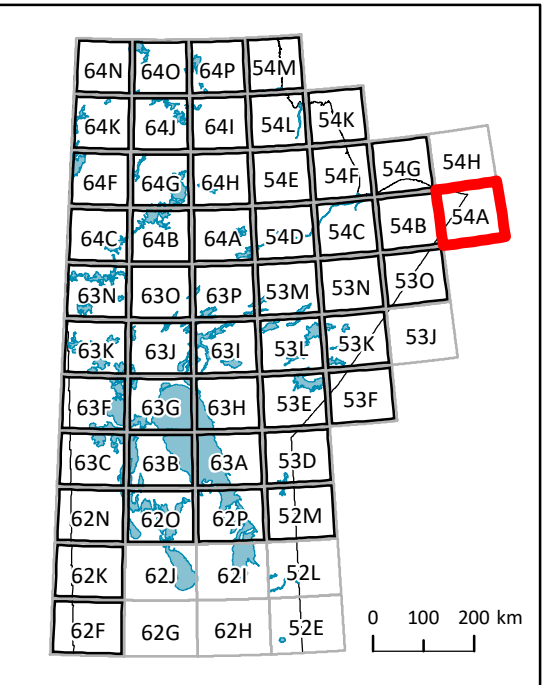 64N 64O 64P 54M
64K 64J 64I 54L 54K
64F 64G 64H 54E 54F 54G 54H
64C 64B 64A 54D 54C 54B 54A
63N 63O 63P 53M 53N 53O
63K 63J 63I 53L 53K 53J
63F 63G 63H 53E 53F
63C 63B 63A 53D
62N 62O 62P 52M
62K 62J 62I 52L
62F 62G 62H 52E
0 100 200 km